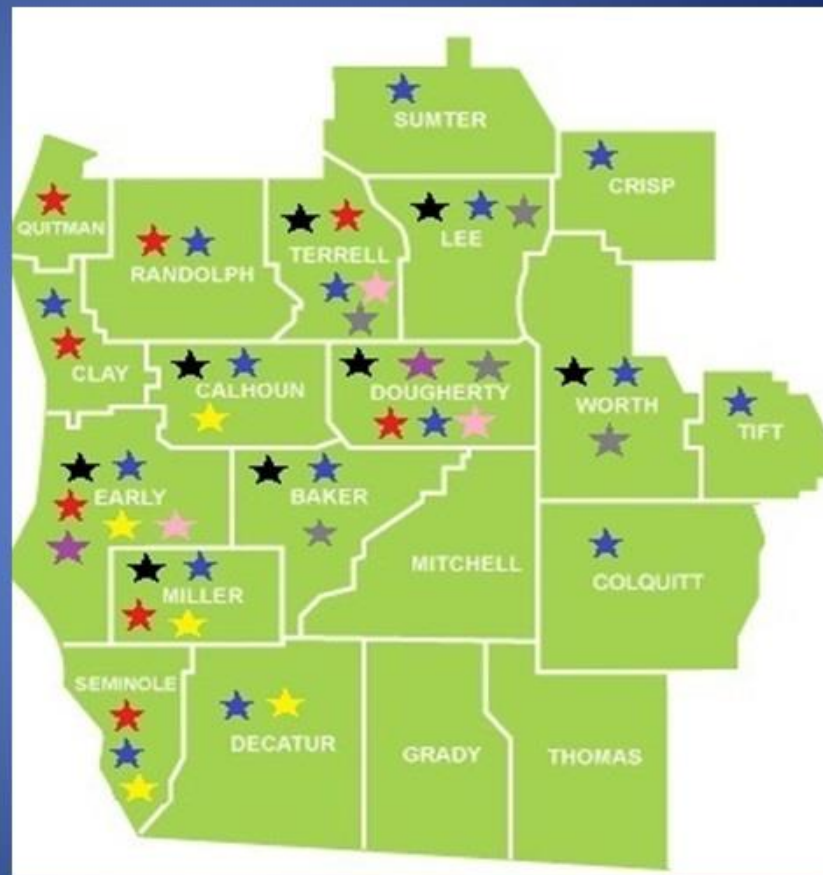 SUMTER
CRISP
QUITMAN
RANDOLPH
TERRELL
LEE
CLAY
CALHOUN
DOUGHERTY
WORTH
TIFT
EARLY
BAKER
MITCHELL
COLQUITT
MILLER
SEMINOLE
DECATUR
GRADY
THOMAS